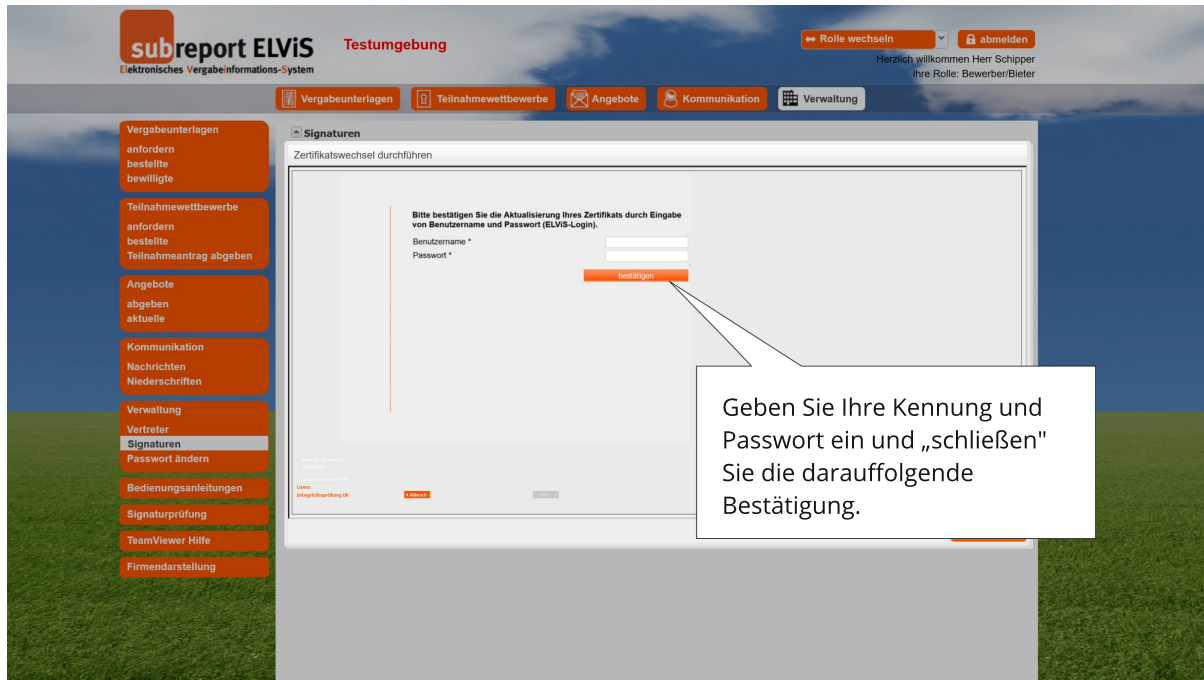 subreport ELViS
Elektronisches Vergabeinformations-System
Testumgebung
Rolle wechseln
abmelden
Herzlich willkommen Herr Schipper
Ihre Rolle: Bewerber/Bieter
Vergabeunterlagen
Teilnahmewettbewerbe
Angebote
Kommunikation
Verwaltung
Vergabeunterlagen
anfordern
bestellte
bewilligte
Teilnahmewettbewerbe
anfordern
bestellte
Teilnahmeantrag abgeben
Angebote
abgeben
aktuelle
Kommunikation
Nachrichten
Niederschriften
Verwaltung
Vertreter
Signaturen
Passwort ändern
Bedienungsanleitungen
Signaturprüfung
TeamViewer Hilfe
Firmendarstellung
Signaturen
Zertifikatswechsel durchführen
Bitte bestätigen Sie die Aktualisierung Ihres Zertifikats durch Eingabe
von Benutzername und Passwort (ELViS-Login).
Benutzername *
Passwort *
bestätigen
Integritätsprüfung OK
Abbruch
Geben Sie Ihre Kennung und
Passwort ein und „schließen"
Sie die darauffolgende
Bestätigung.